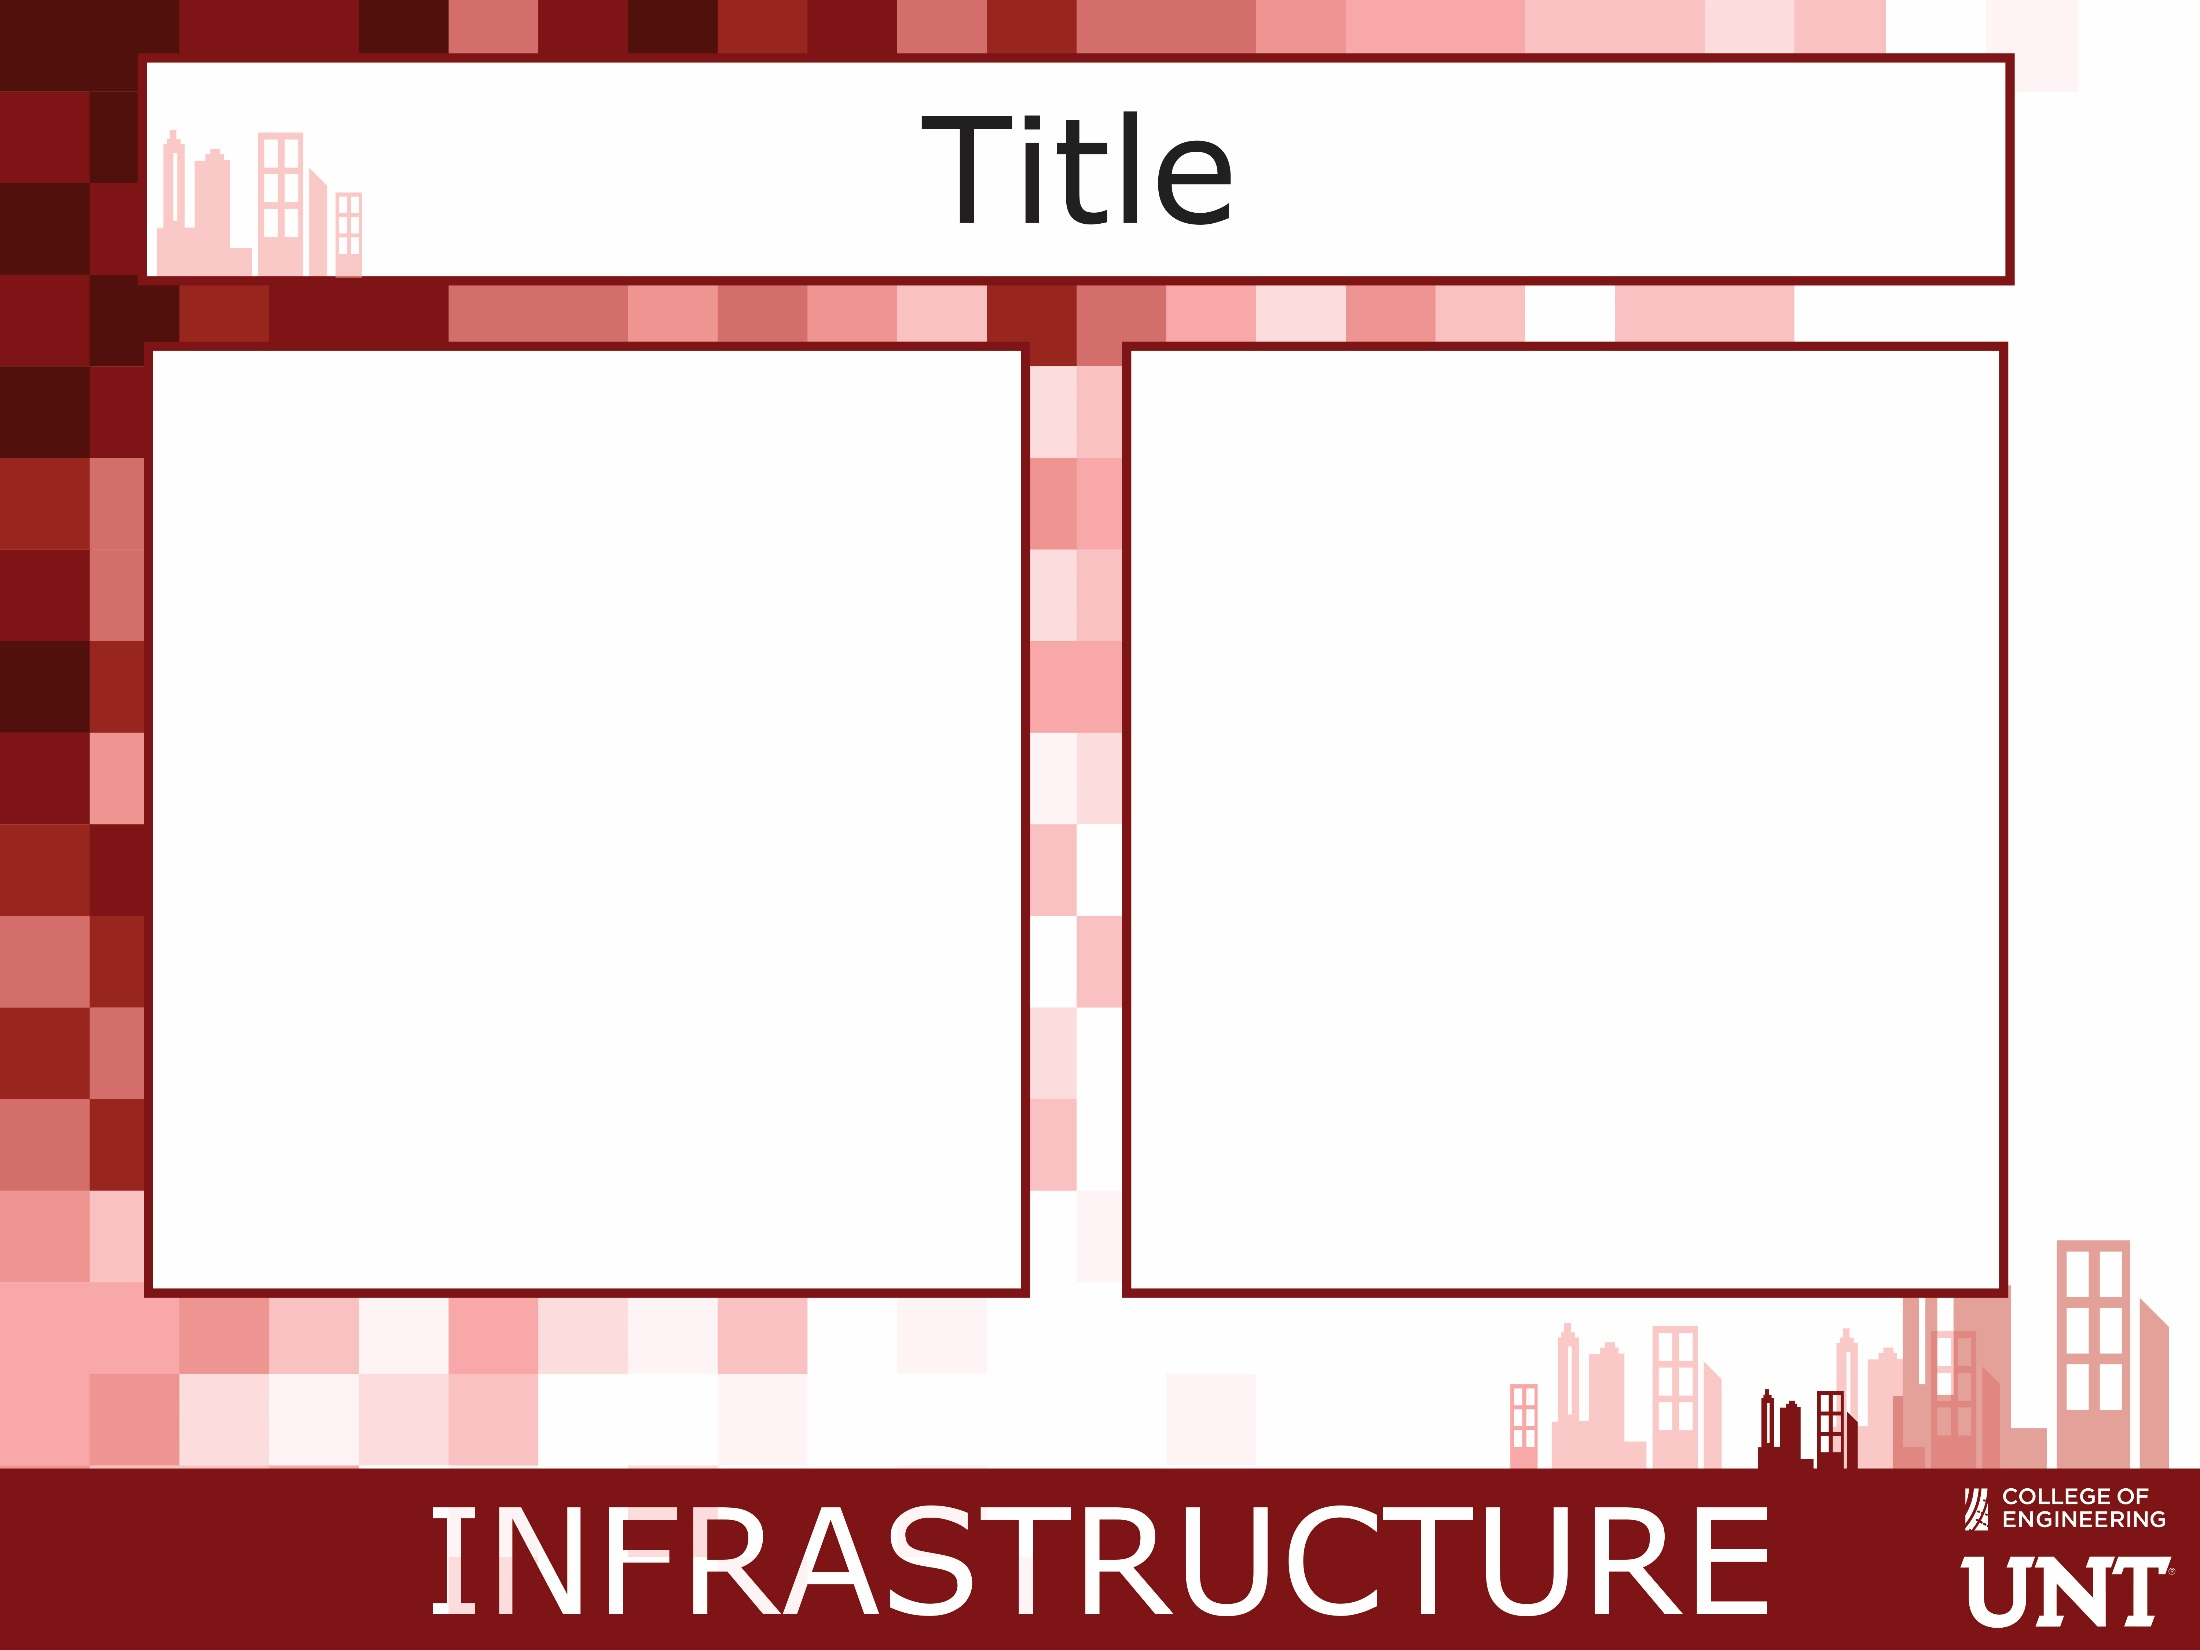 Title
INFRASTRUCTURE
COLLEGE OF
ENGINEERING
UNT®